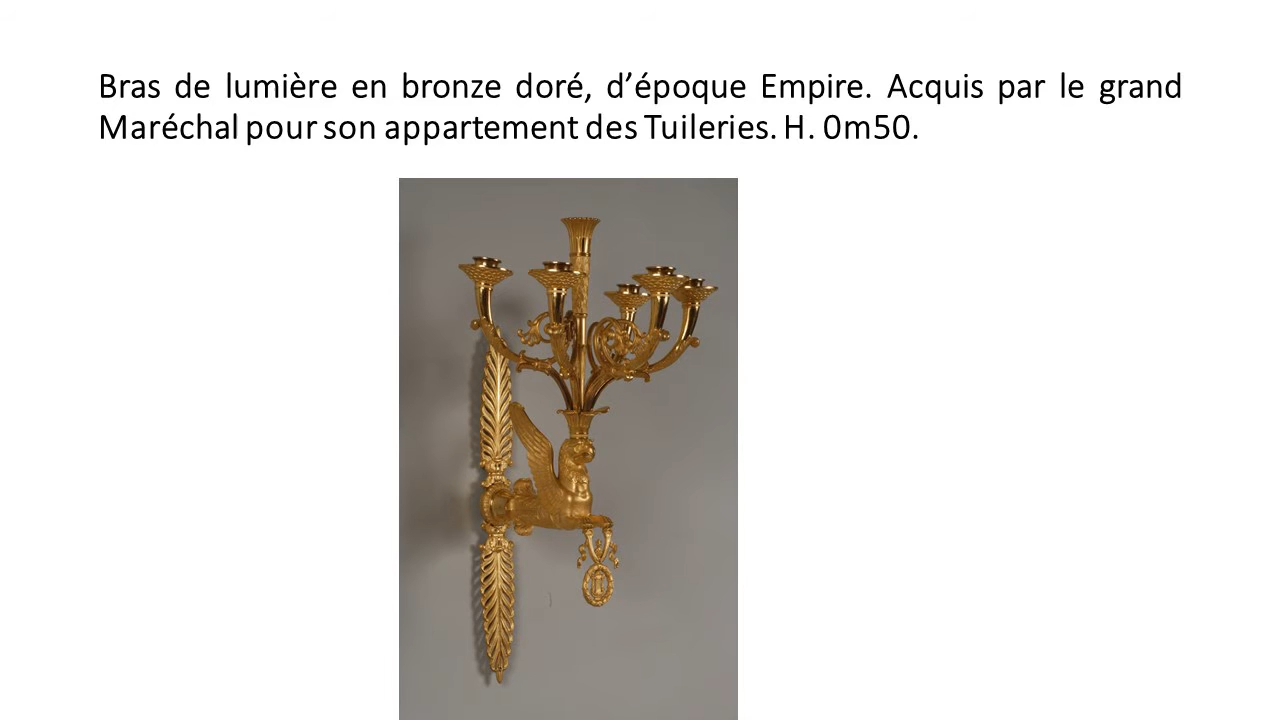 Bras de lumière en bronze doré, d’époque Empire. Acquis par le grand
Maréchal pour son appartement des Tuileries. H. 0m50.